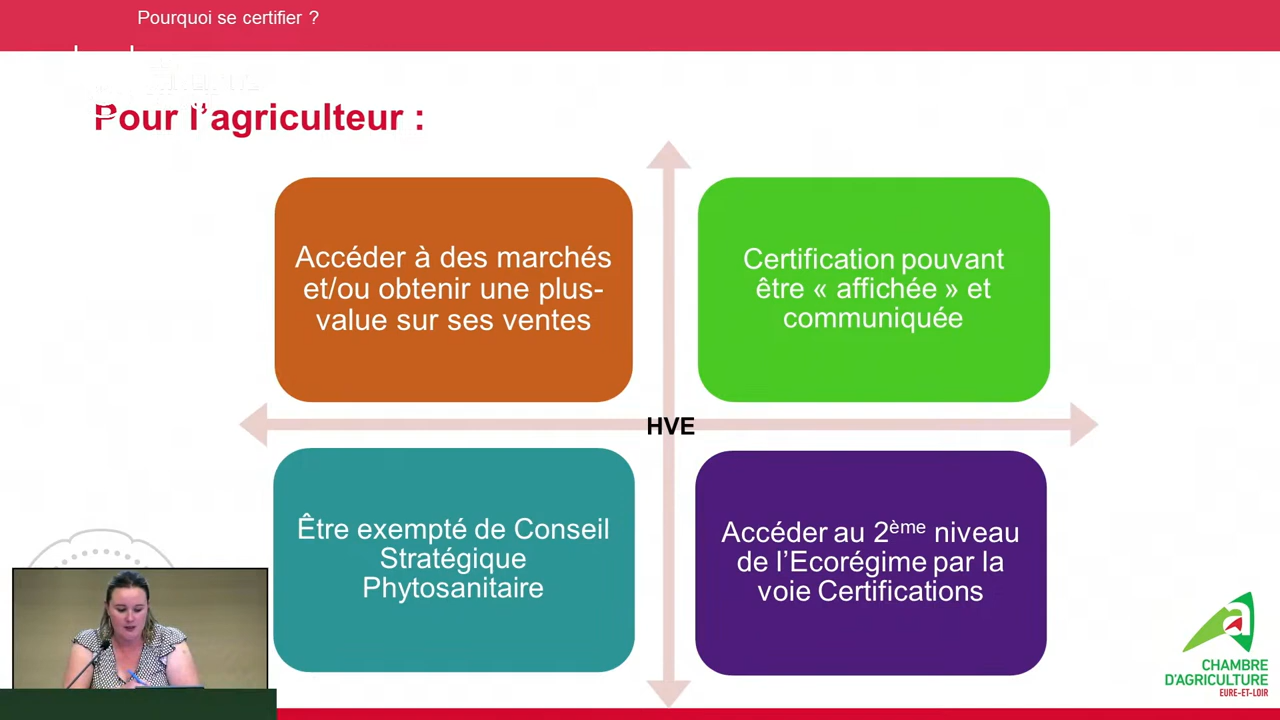 Pourquoi se certifier ?
Pour l’agriculteur :
Accéder à des marchés
et/ou obtenir une plus-
value sur ses ventes
Certification pouvant
être « affichée » et
communiquée
HVE
Être exempté de Conseil
Stratégique
Phytosanitaire
Accéder au 2ème niveau
de l’Ecorégime par la
voie Certifications
CHAMBRE
D’AGRICULTURE
EURE-ET-LOIR